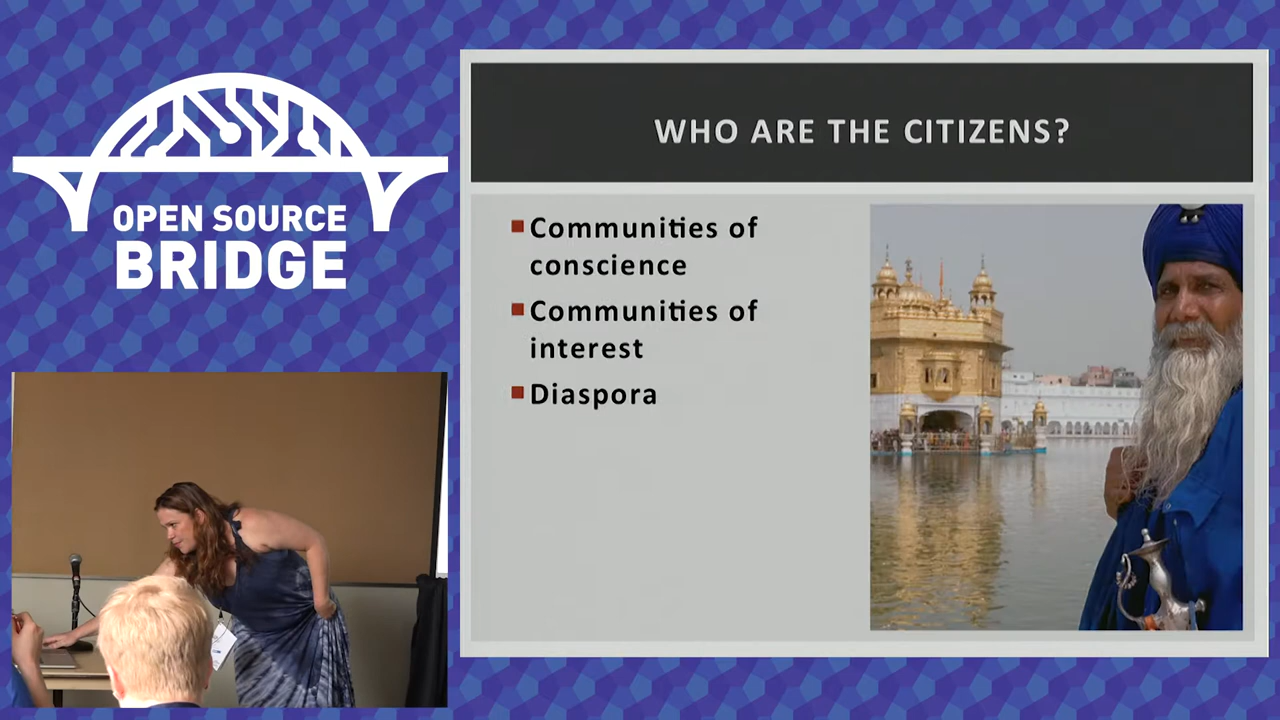 OPEN SOURCE
BRIDGE
WHO ARE THE CITIZENS?
Communities of
conscience
Communities of
interest
Diaspora